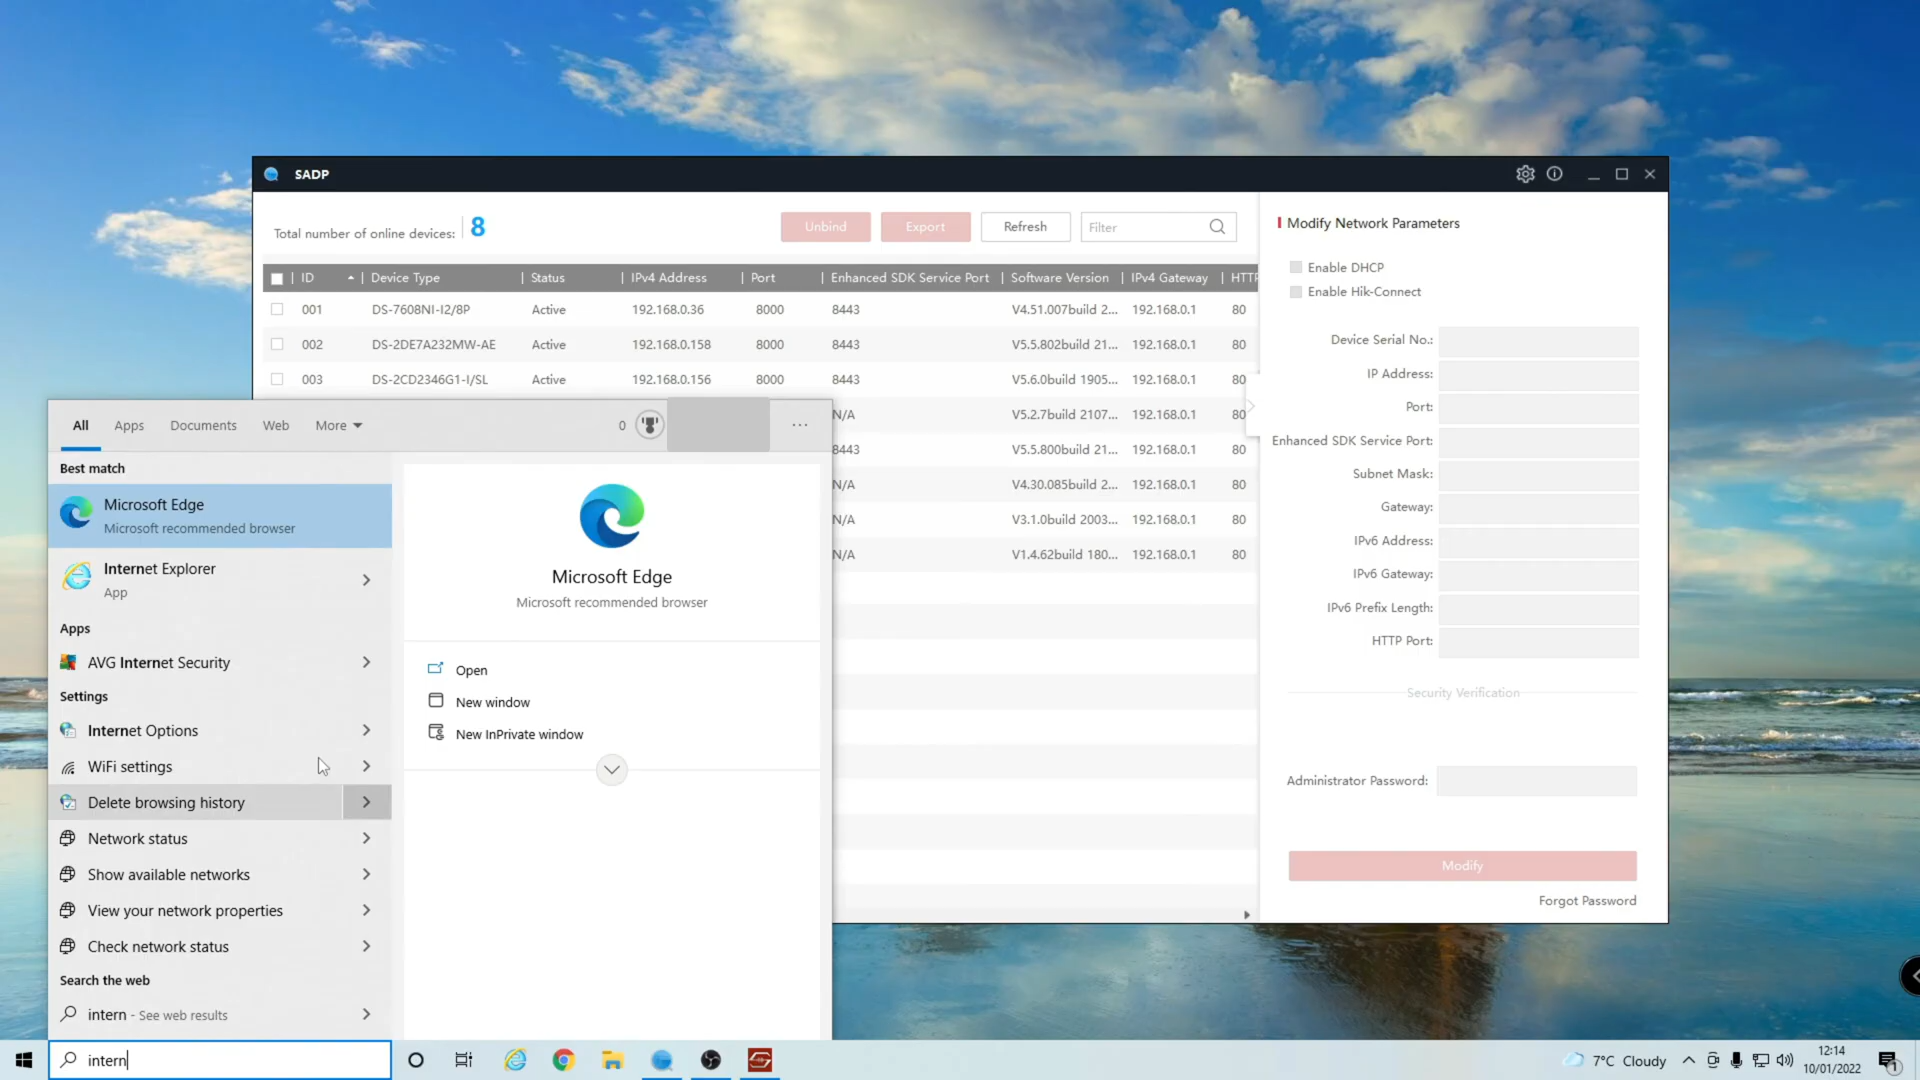 SADP
Total number of online devices: 8
Unbind
Export
Refresh
Filter
ID Device Type Status IPv4 Address Port Enhanced SDK Service Port Software Version IPv4 Gateway HTTP
001 DS-7608NI-I2/8P Active 192.168.0.36 8000 8443 V4.51.007build 2... 192.168.0.1 80
002 DS-2DE7A232MW-AE Active 192.168.0.158 8000 8443 V5.5.802build 21... 192.168.0.1 80
003 DS-2CD2346G1-I/SL Active 192.168.0.156 8000 8443 V5.6.0build 1905... 192.168.0.1 80
N/A V5.2.7build 2107... 192.168.0.1 80
8443 V5.5.800build 21... 192.168.0.1 80
N/A V4.30.085build 2... 192.168.0.1 80
N/A V3.1.0build 2003... 192.168.0.1 80
N/A V1.4.62build 180... 192.168.0.1 80
Modify Network Parameters
Enable DHCP
Enable Hik-Connect
Device Serial No.:
IP Address:
Port:
Enhanced SDK Service Port:
Subnet Mask:
Gateway:
IPv6 Address:
IPv6 Gateway:
IPv6 Prefix Length:
HTTP Port:
Security Verification
Administrator Password:
Modify
Forgot Password
All Apps Documents Web More 0 ...
Best match
Microsoft Edge
Microsoft recommended browser
Internet Explorer
App
Apps
AVG Internet Security
Settings
Internet Options
WiFi settings
Delete browsing history
Network status
Show available networks
View your network properties
Check network status
Search the web
intern - See web results
Microsoft Edge
Microsoft recommended browser
Open
New window
New InPrivate window
intern
7°C Cloudy
12:14
10/01/2022
1